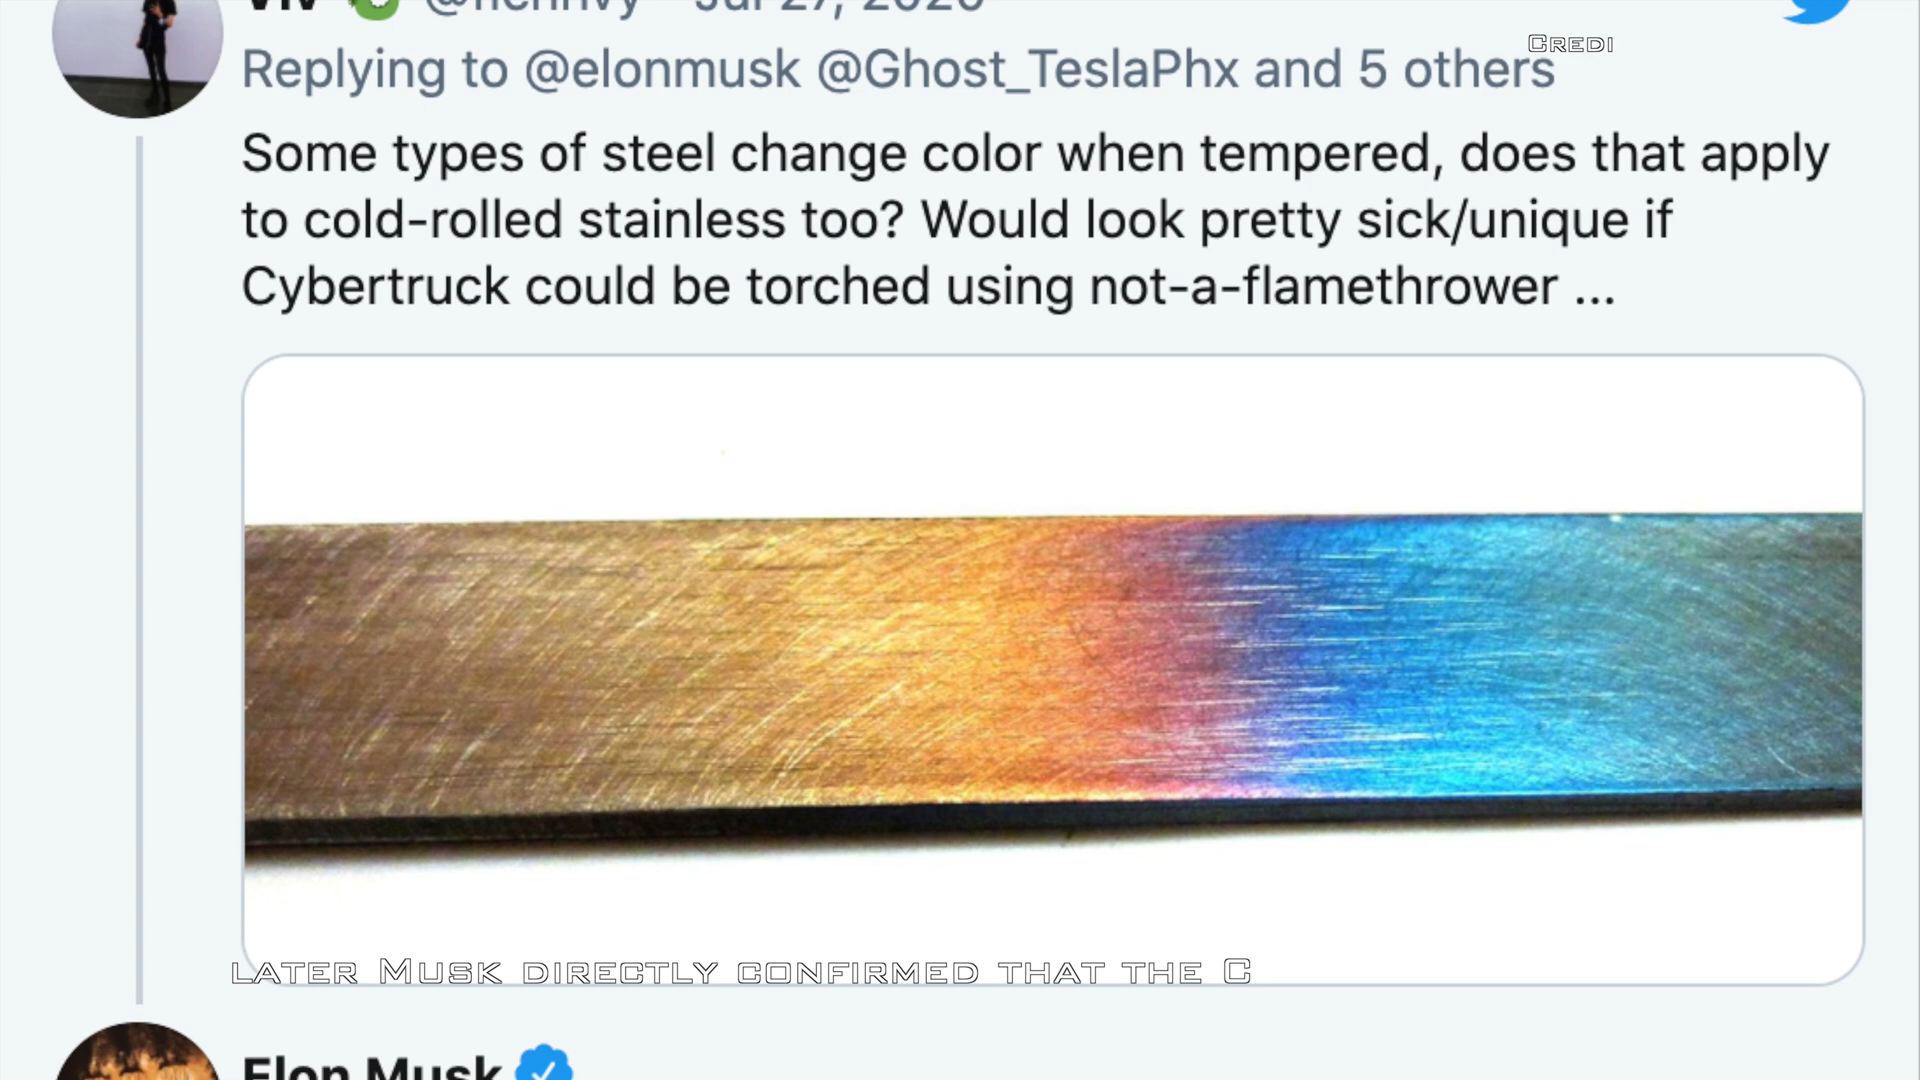 Replying to @elonmusk @Ghost_TeslaPhx and 5 others
Credi
Some types of steel change color when tempered, does that apply
to cold-rolled stainless too? Would look pretty sick/unique if
Cybertruck could be torched using not-a-flamethrower ...
later Musk directly confirmed that the C
Elon Musk